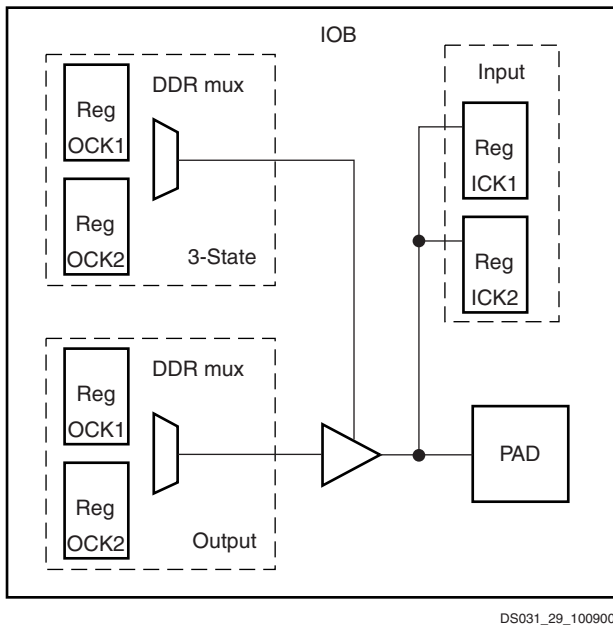 IOB
DDR mux
Reg
OCK1
Reg
OCK2
3-State
Input
Reg
ICK1
Reg
ICK2
DDR mux
Reg
OCK1
Reg
OCK2
Output
PAD
DS031_29_100900